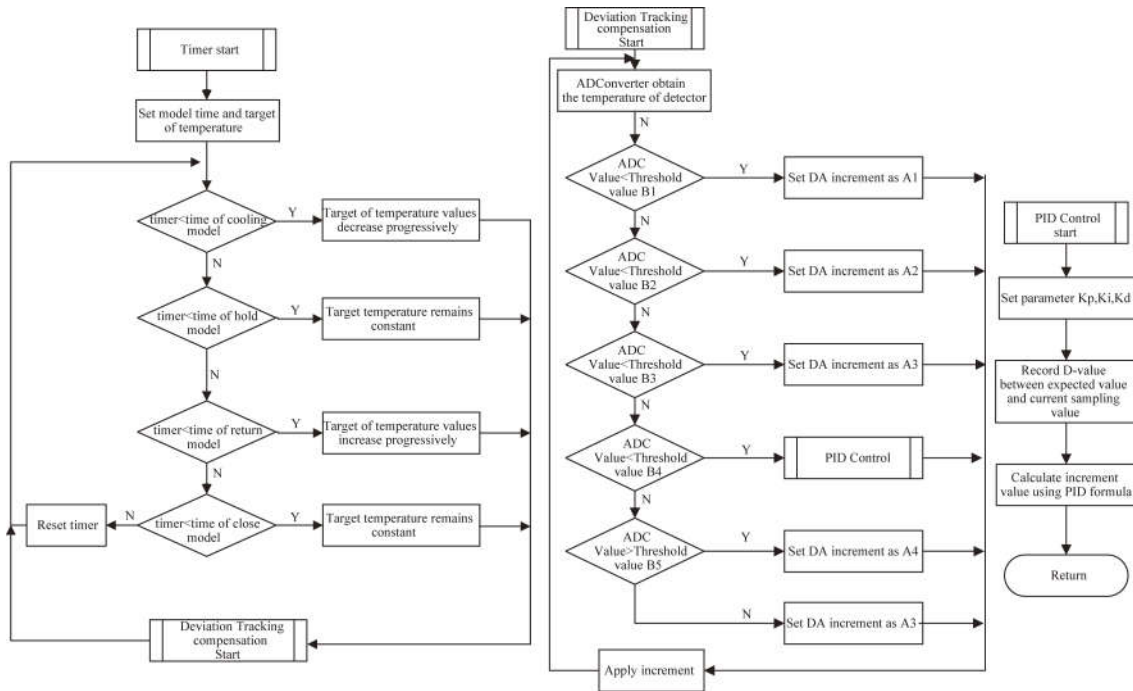 Timer start
Set model time and target
of temperature
timer<time of cooling
model
Y
Target of temperature values
decrease progressively
N
timer<time of hold
model
Y
Target temperature remains
constant
N
timer<time of return
model
Y
Target of temperature values
increase progressively
N
timer<time of close
model
N
Reset timer
Y
Target temperature remains
constant
Deviation Tracking
compensation
Start
Deviation Tracking
compensation
Start
ADConverter obtain
the temperature of detector
N
ADC
Value<Threshold
value B1
Y
Set DA increment as A1
N
ADC
Value<Threshold
value B2
Y
Set DA increment as A2
N
ADC
Value<Threshold
value B3
Y
Set DA increment as A3
N
ADC
Value<Threshold
value B4
Y
PID Control
N
ADC
Value>Threshold
value B5
Y
Set DA increment as A4
N
Set DA increment as A3
Apply increment
PID Control
start
Set parameter Kp,Ki,Kd
Record D-value
between expected value
and current sampling
value
Calculate increment
value using PID formula
Return